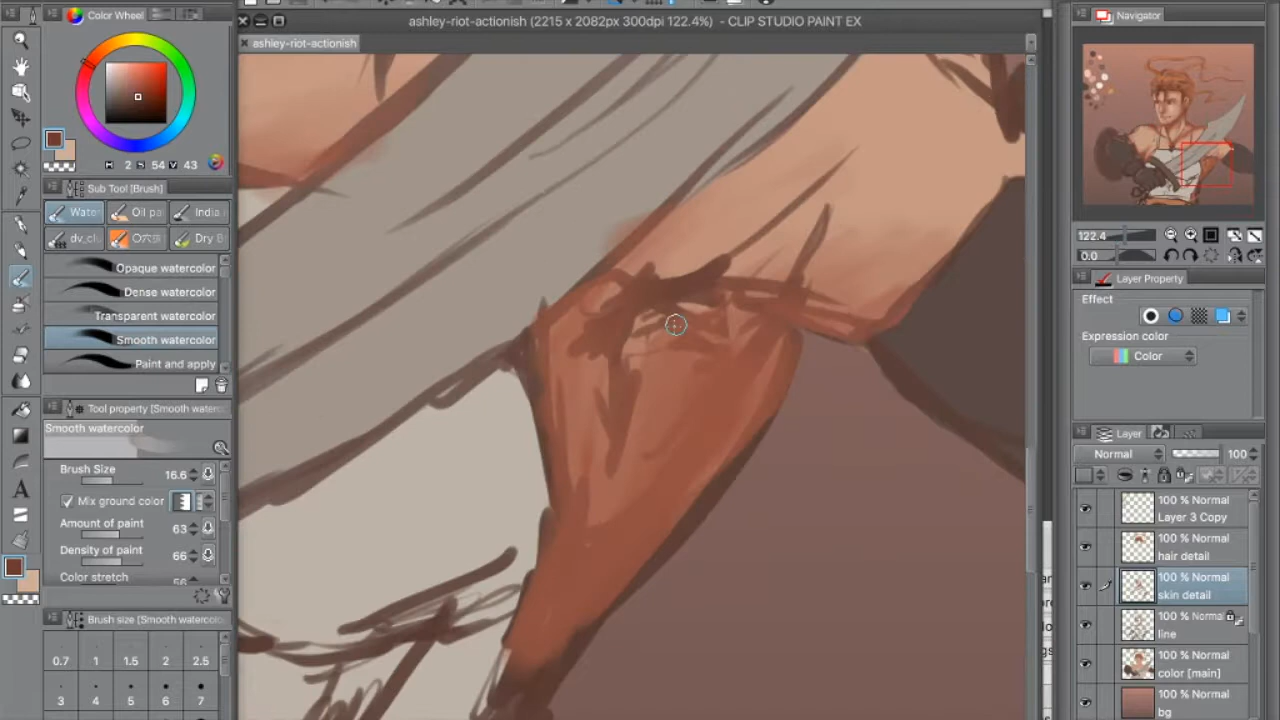 Color Wheel
ashley-riot-actionish (2215 x 2082px 300dpi 122.4%) - CLIP STUDIO PAINT EX
Navigator
ashley-riot-actionish
H 2 S 54 V 43
Sub Tool [Brush]
Water
Oil pa
India
dv_cl
Dry B
Opaque watercolor
Dense watercolor
Transparent watercolor
Smooth watercolor
Paint and apply
Tool property [Smooth waterc
Smooth watercolor
Brush Size 16.6
Mix ground color
Amount of paint 63
Density of paint 66
Color stretch 56
Brush size [Smooth watercolor
0.7 1 1.5 2 2.5
3 4 5 6 7
122.4
0.0
Layer Property
Effect
Expression color
Color
Layer
Normal 100
100 % Normal
Layer 3 Copy
100 % Normal
hair detail
100 % Normal
skin detail
100 % Norma
line
100 % Normal
color [main]
100 % Normal
bg